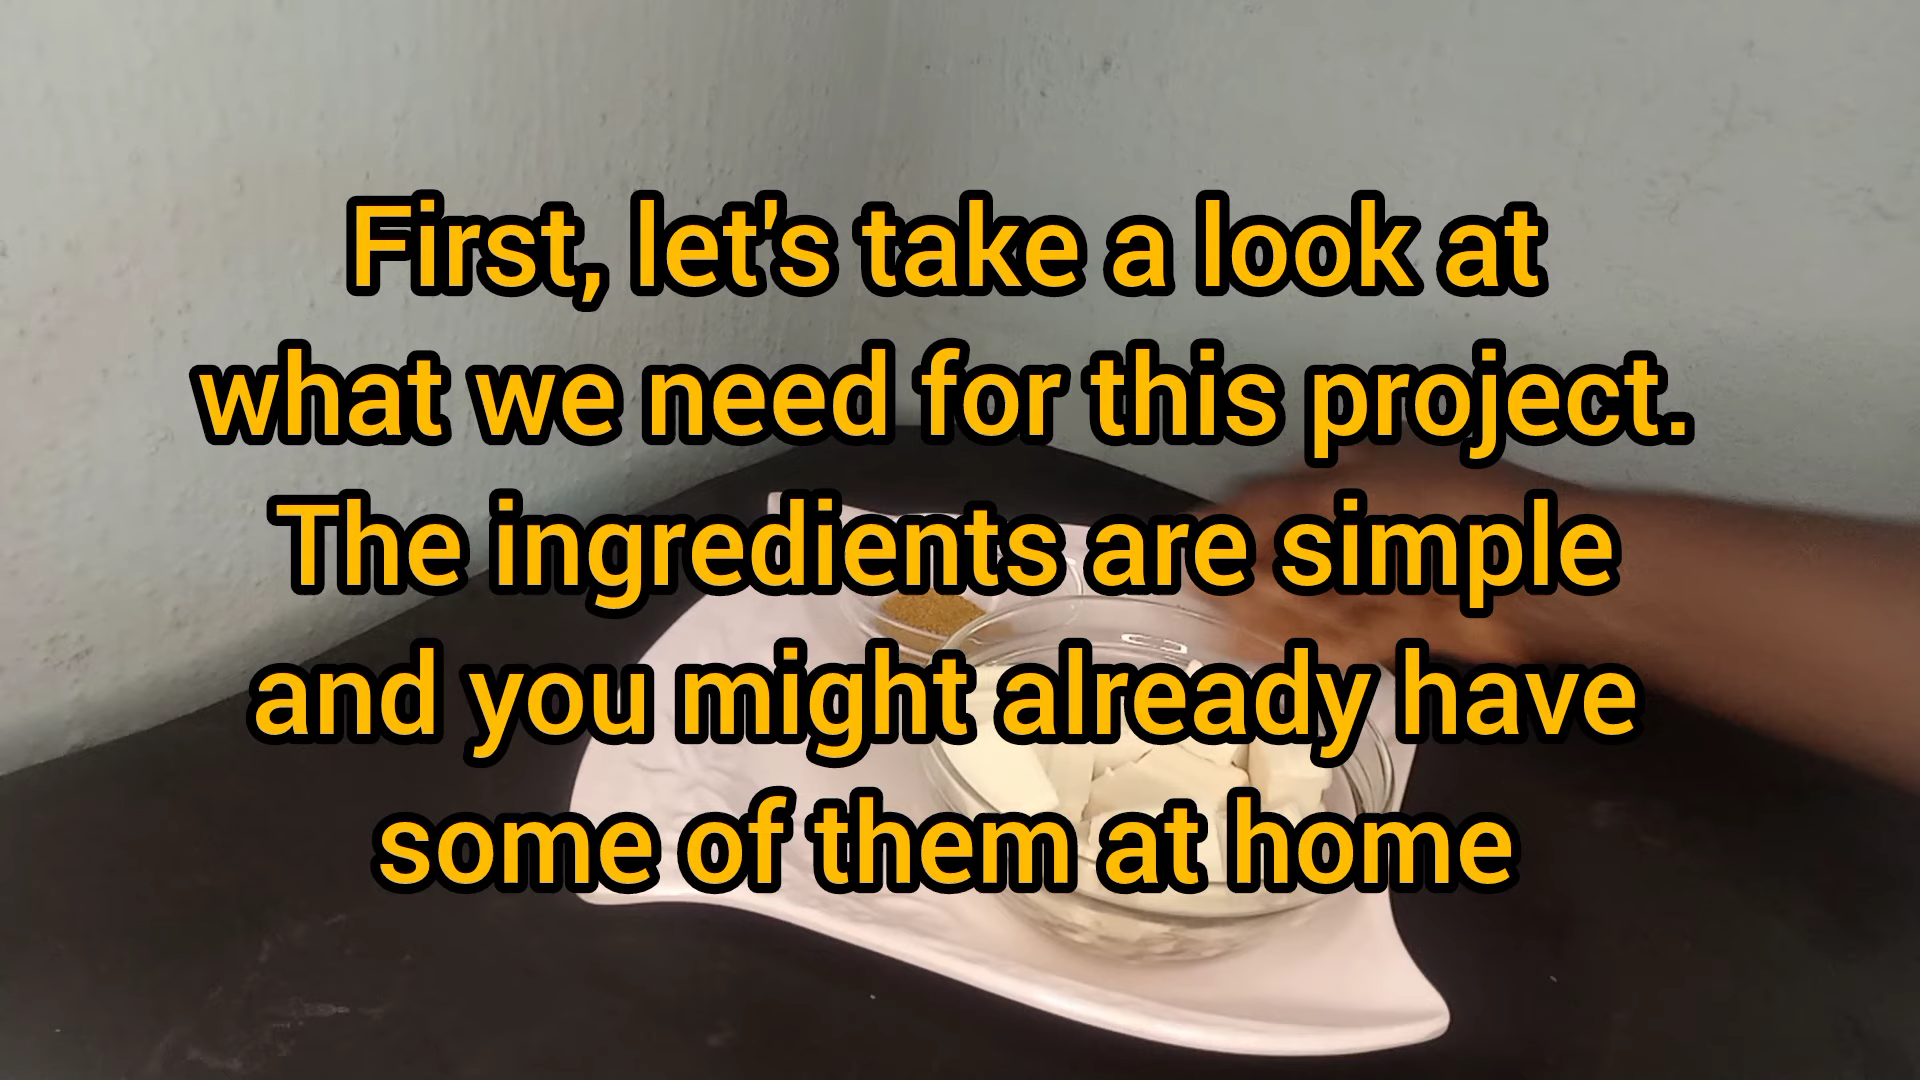 First, let's take a look at
what we need for this project.
The ingredients are simple
and you might already have
some of them at home